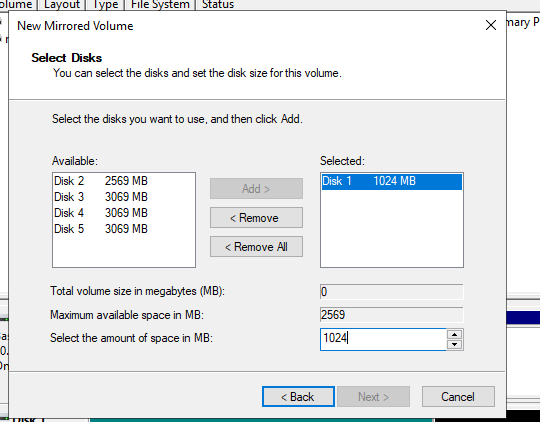 olume | Layout | Type | File System | Status
New Mirrored Volume
mary P
Select Disks
You can select the disks and set the disk size for this volume.
Select the disks you want to use, and then click Add.
Available: Selected:
Disk 2 2569 MB
Disk 3 3069 MB
Disk 4 3069 MB
Disk 5 3069 MB
Add >
< Remove
< Remove All
Disk 1 1024 MB
Total volume size in megabytes (MB): 0
Maximum available space in MB: 2569
Select the amount of space in MB: 1024
< Back Next > Cancel
Disk 1